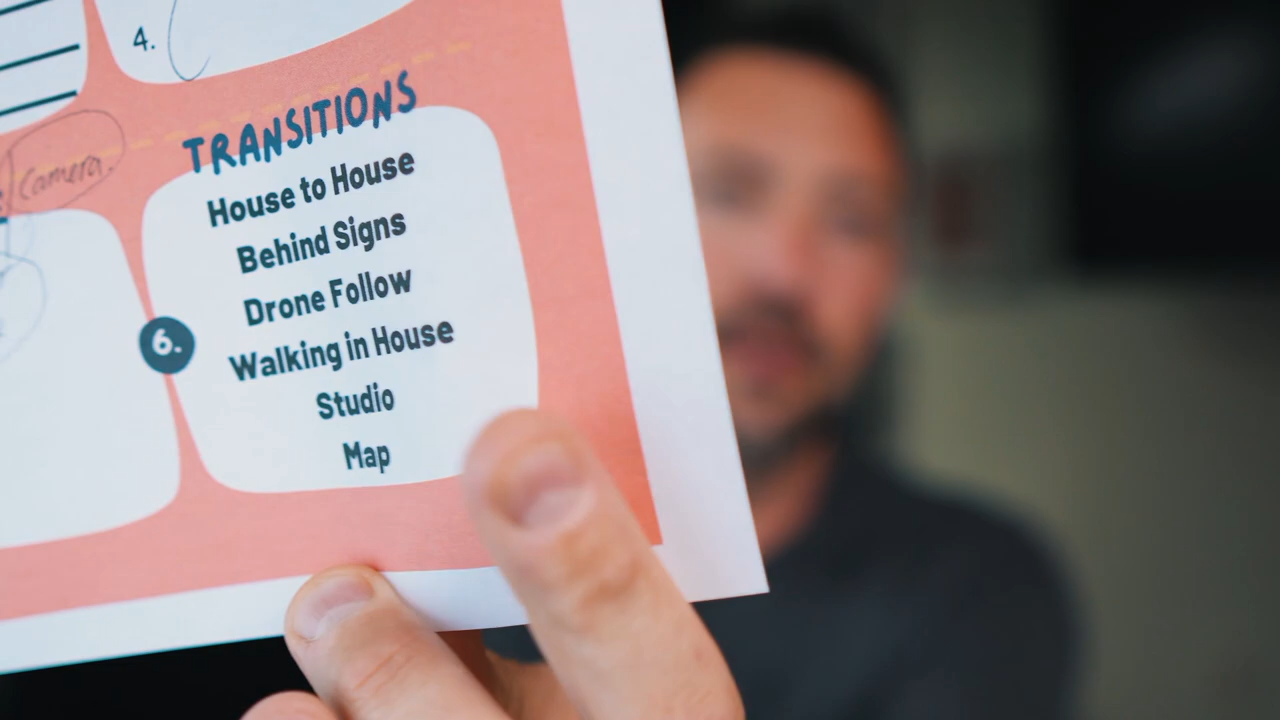 4.
TRANSITIONS
Camera
House to House
Behind Signs
Drone Follow
6.
Walking in House
Studio
Map